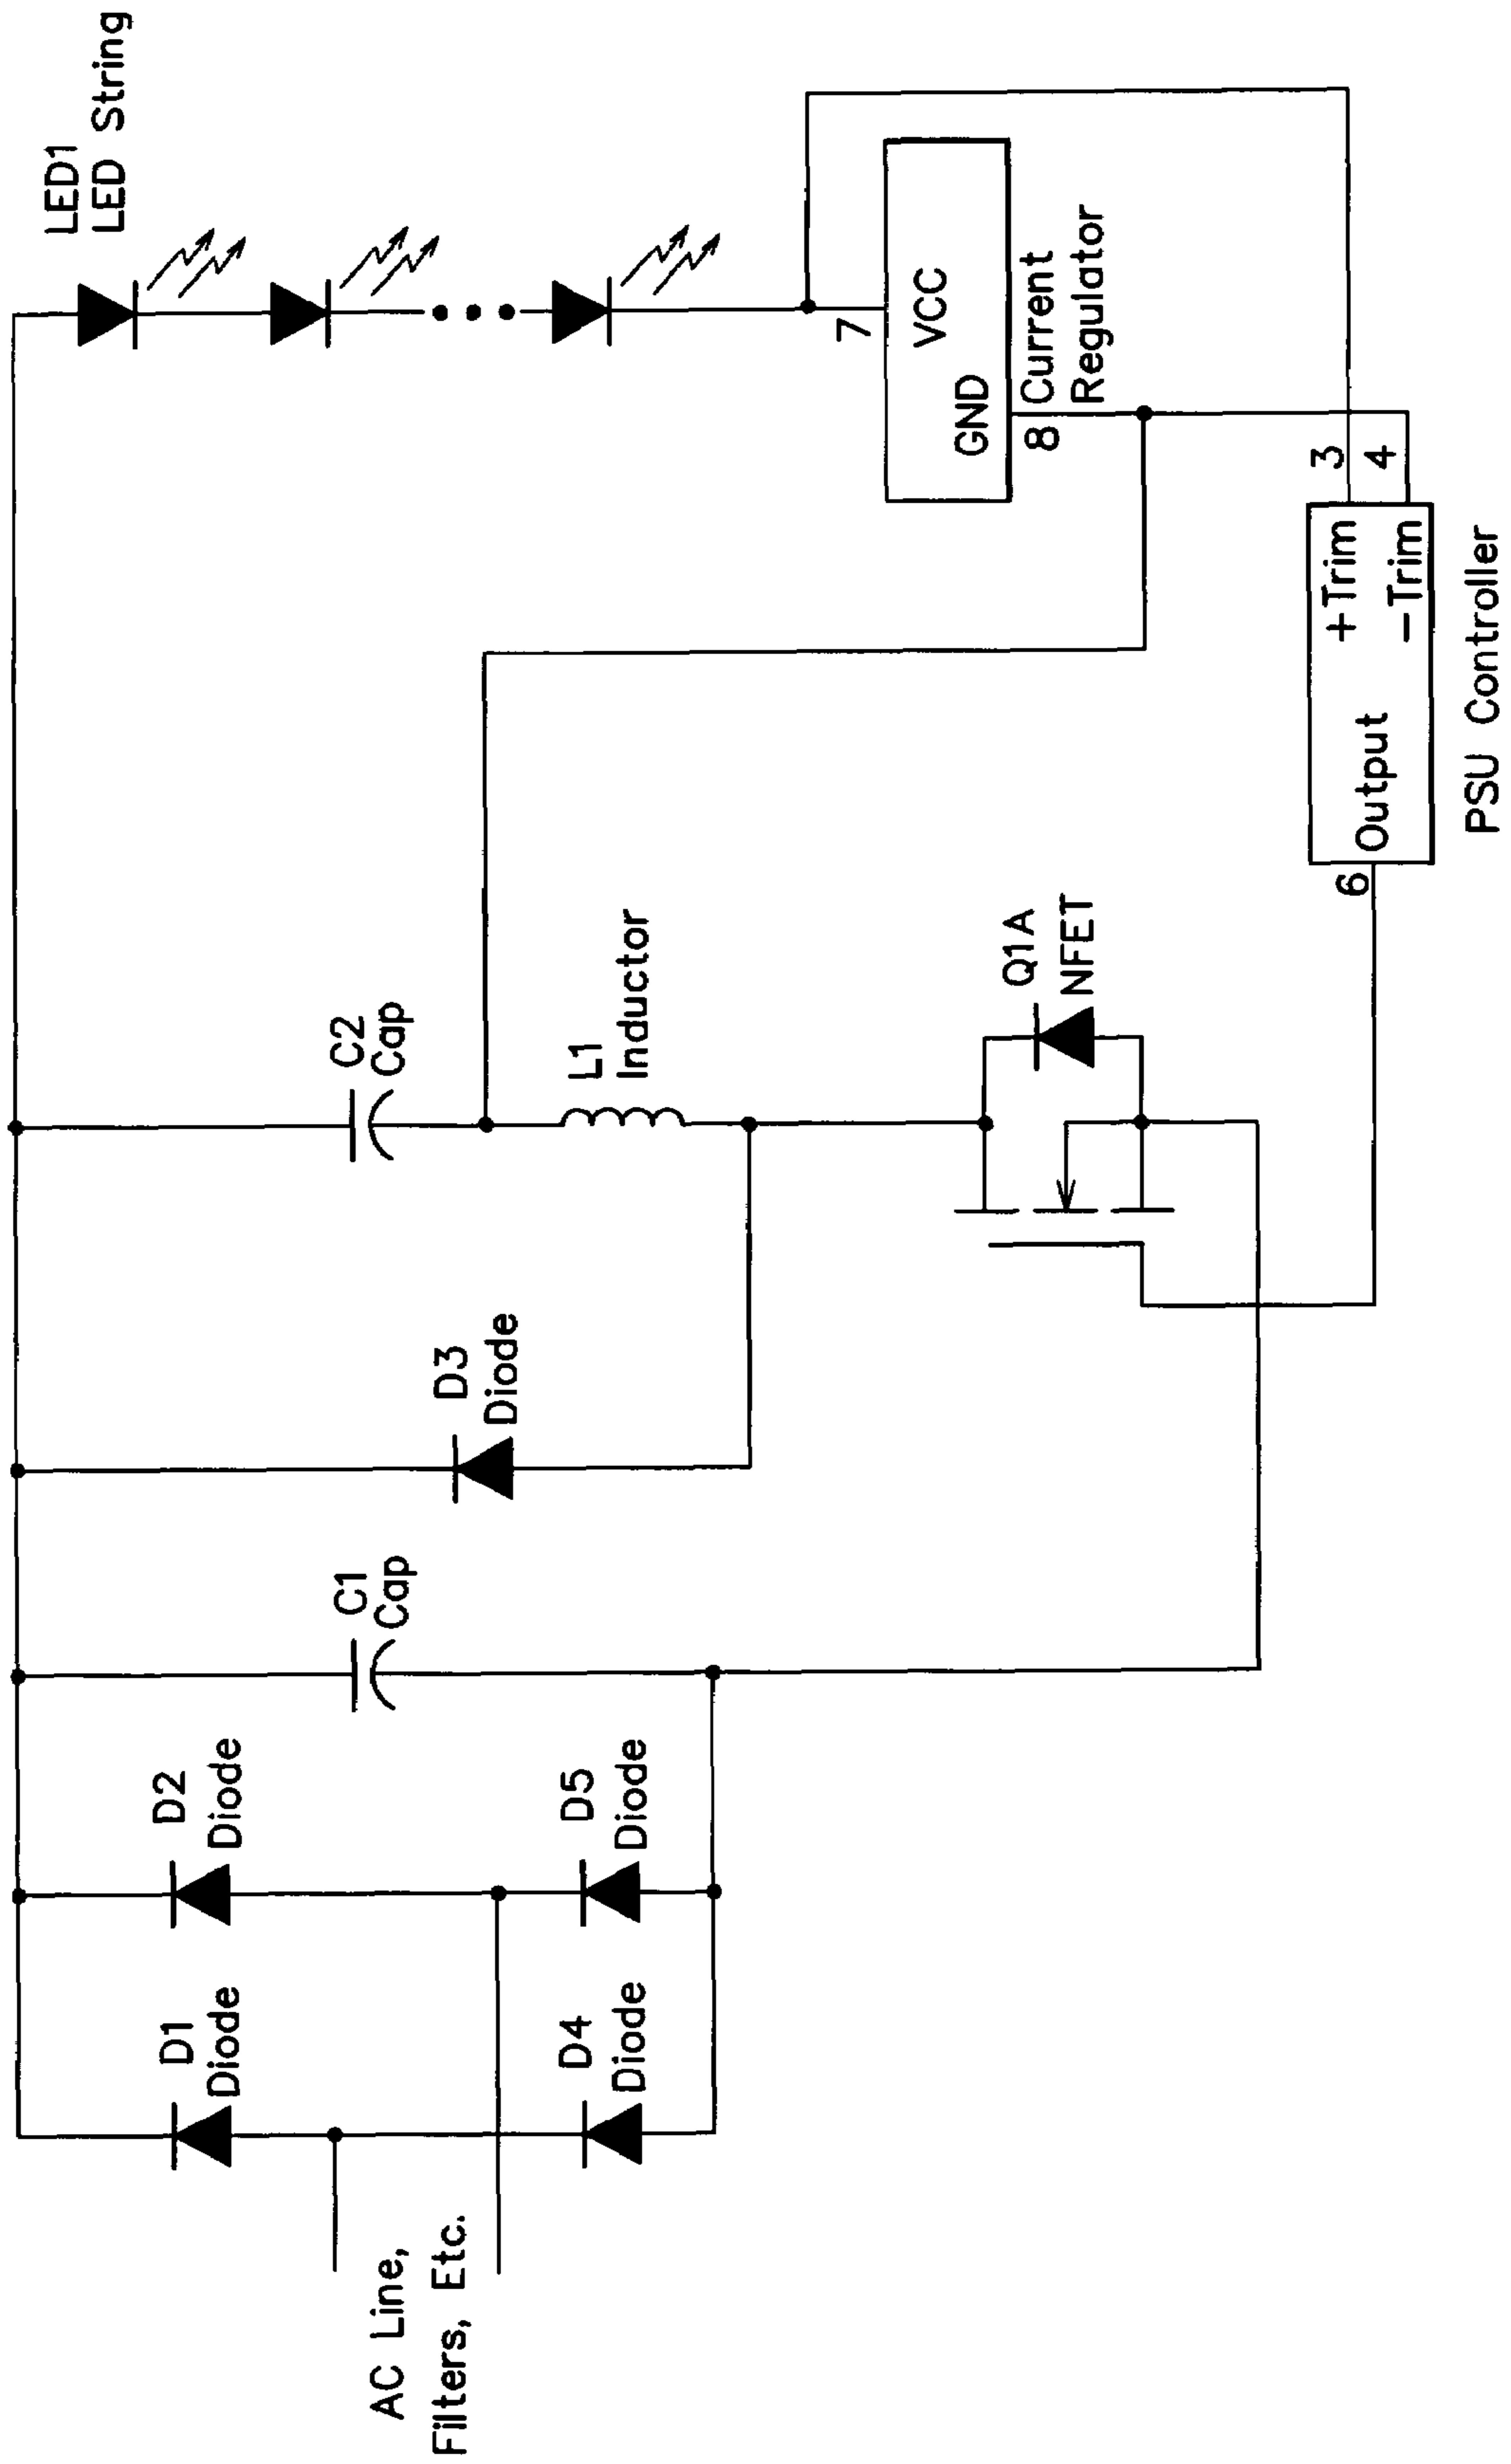 AC Line,
Filters, Etc.
D1
Diode
D2
Diode
D4
Diode
D5
Diode
C1
Cap
D3
Diode
C2
Cap
L1
Inductor
Q1A
NFET
LED1
LED String
7
VCC
GND
8
Current
Regulator
3
4
+Trim
-Trim
Output
6
PSU Controller